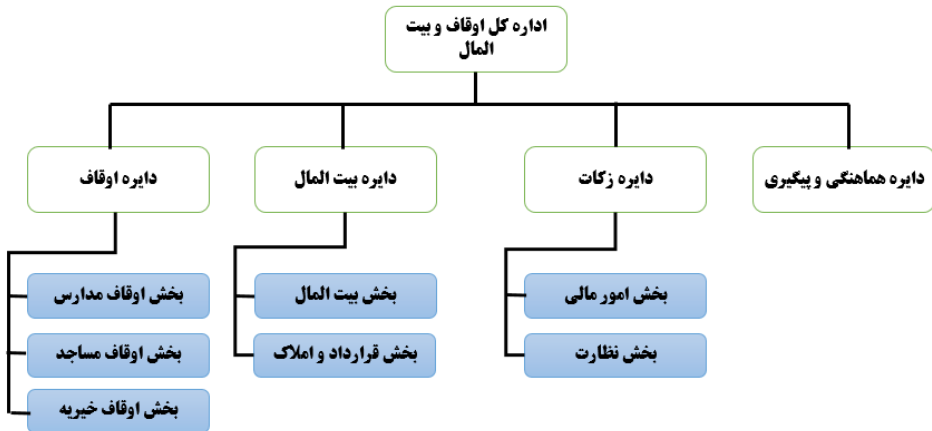 اداره کل اوقاف و بیت
المال
دایره هماهنگی و پیگیری
دایره زکات
دایره بیت المال
دایره اوقاف
بخش امور مالی
بخش بیت المال
بخش اوقاف مدارس
بخش نظارت
بخش قرارداد و املاک
بخش اوقاف مساجد
بخش اوقاف خیریه